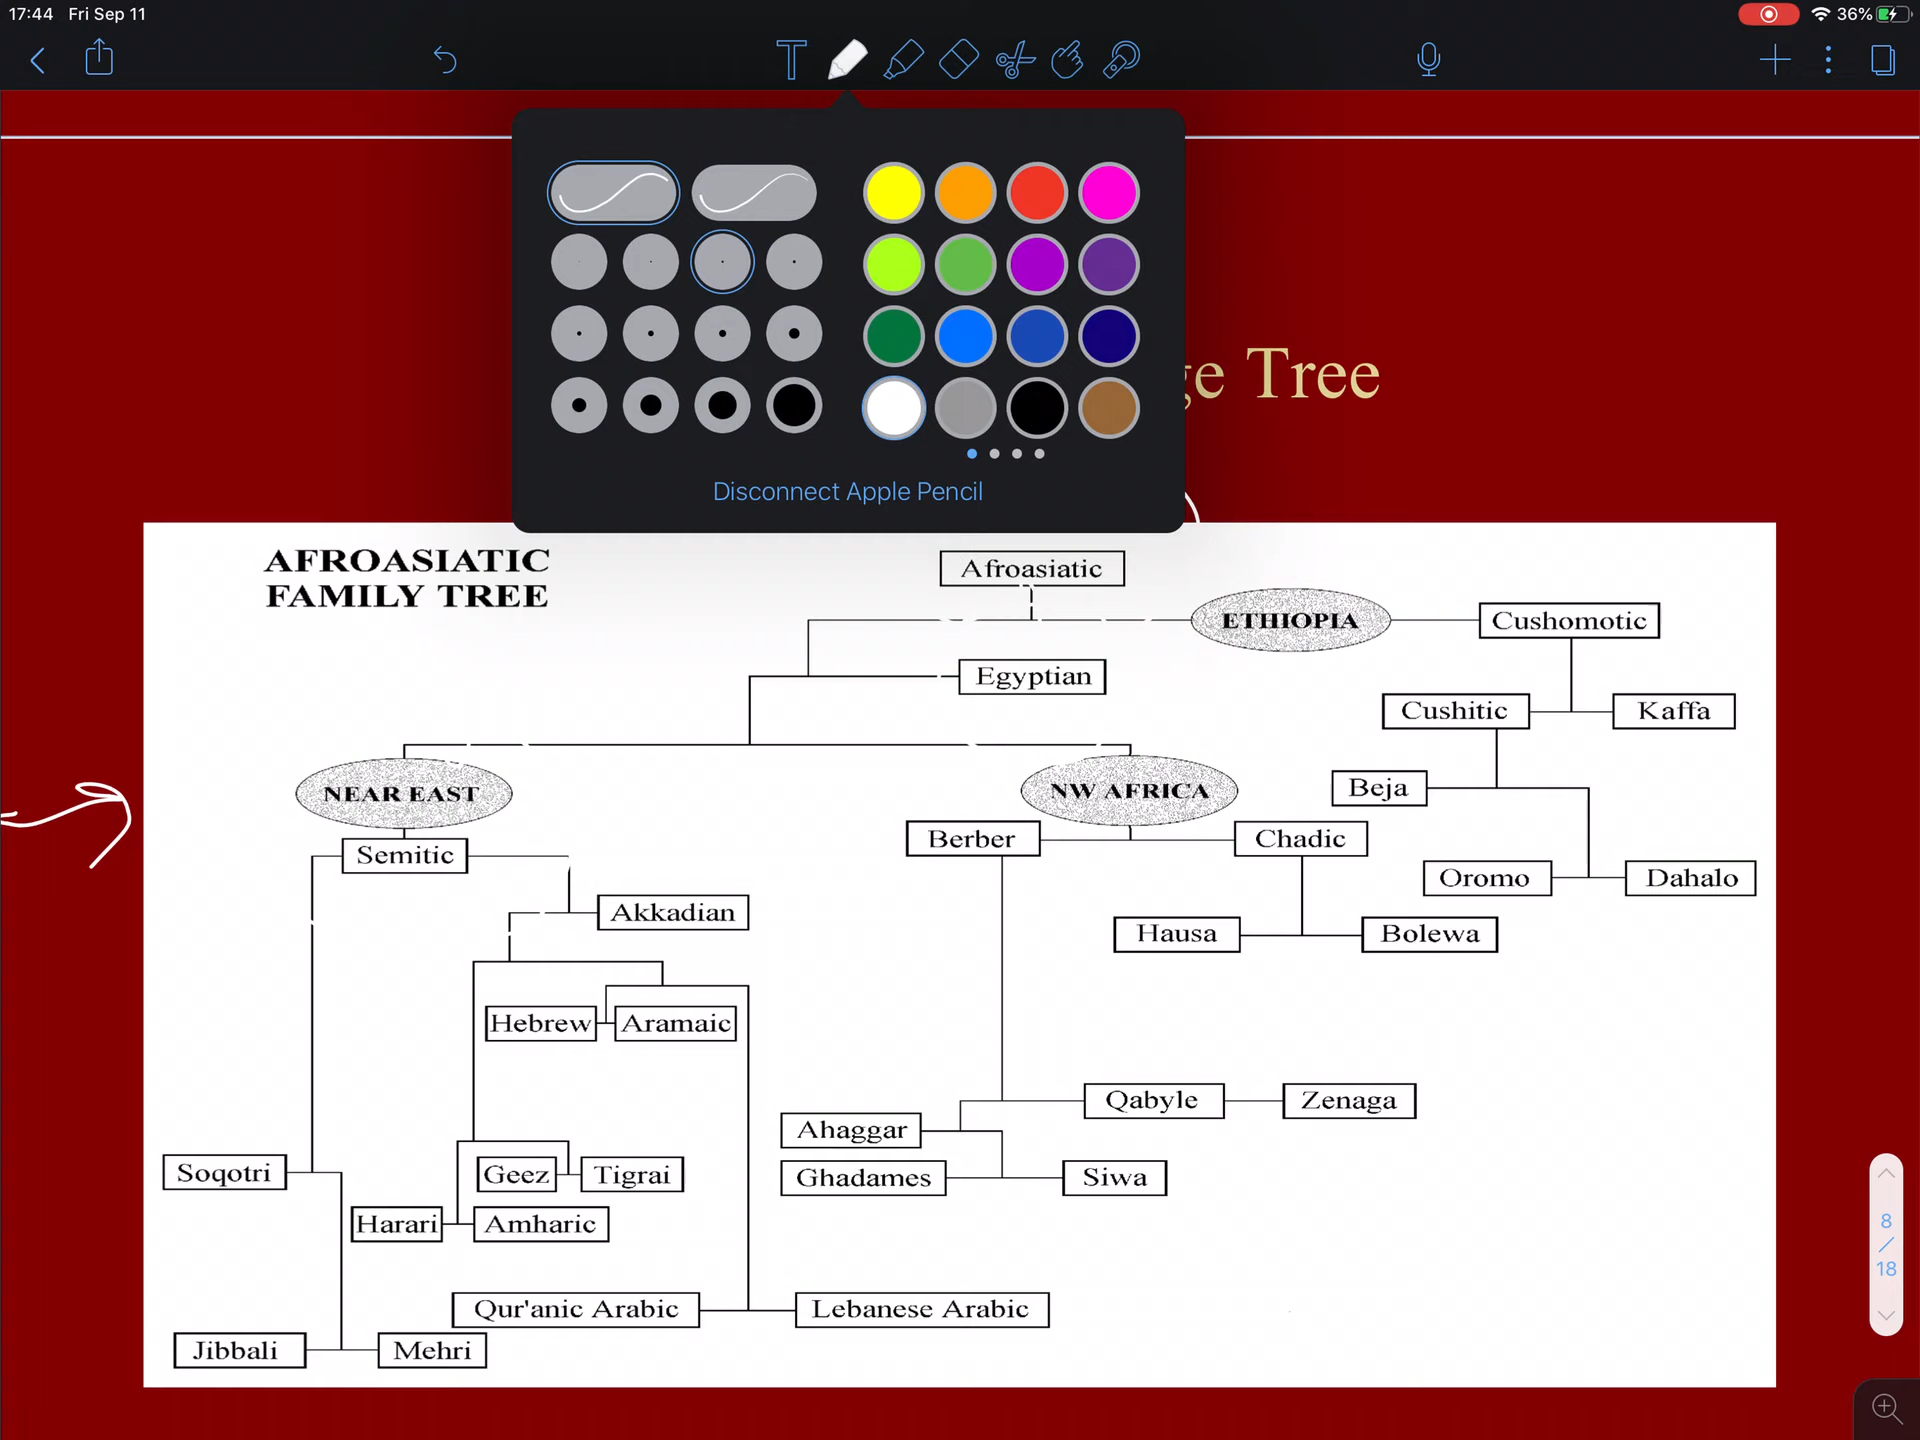 17:44 Fri Sep 11
36%
T
ge Tree
Disconnect Apple Pencil
AFROASIATIC
FAMILY TREE
Afroasiatic
ETHIOPIA
Cushomotic
Egyptian
Cushitic
Kaffa
NEAR EAST
NW AFRICA
Beja
Berber
Chadic
Semitic
Oromo
Dahalo
Akkadian
Hausa
Bolewa
Hebrew
Aramaic
Qabyle
Zenaga
Ahaggar
Soqotri
Geez
Tigrai
Ghadames
Siwa
Harari
Amharic
8
/
18
Qur'anic Arabic
Lebanese Arabic
Jibbali
Mehri